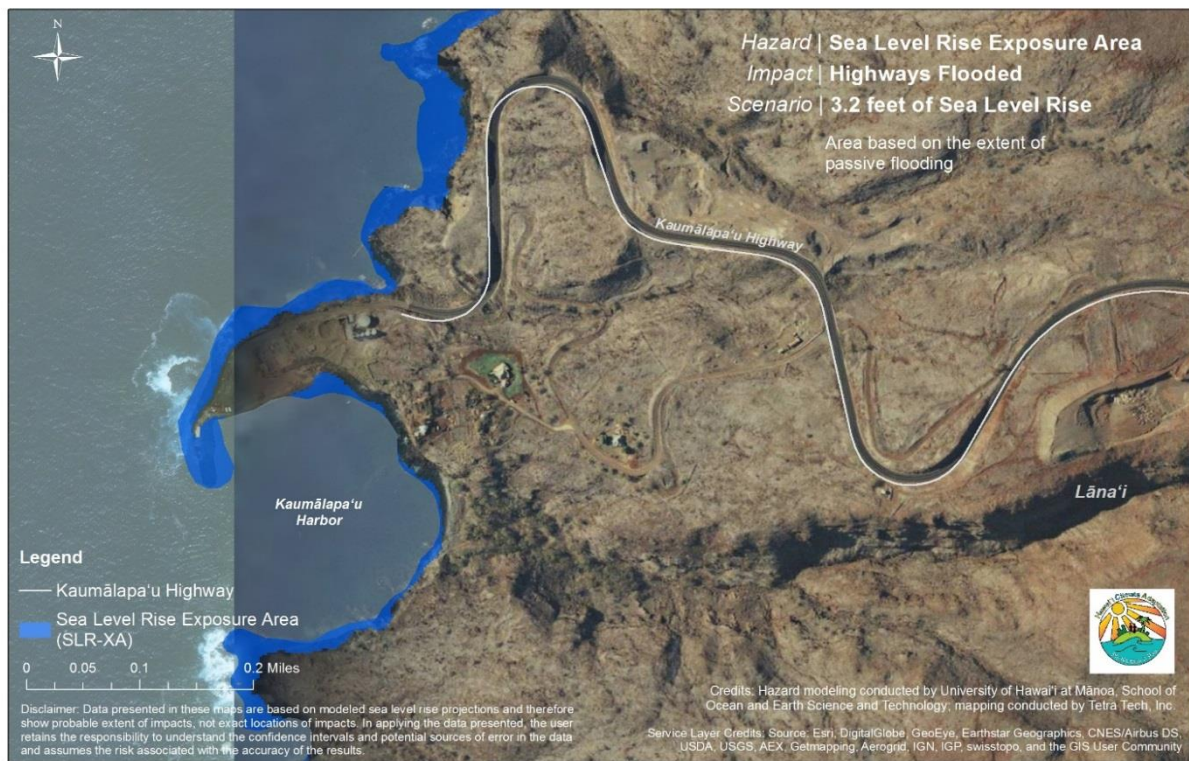 N
Hazard | Sea Level Rise Exposure Area
Impact | Highways Flooded
Scenario | 3.2 feet of Sea Level Rise
Area based on the extent of
passive flooding
Kaumālapaʻu Highway
Kaumālapaʻu
Harbor
Lānaʻi
Legend
Kaumālapaʻu Highway
Sea Level Rise Exposure Area
(SLR-XA)
0 0.05 0.1 0.2 Miles
Disclaimer: Data presented in these maps are based on modeled sea level rise projections and therefore
show probable extent of impacts, not exact locations of impacts. In applying the data presented, the user
retains the responsibility to understand the confidence intervals and potential sources of error in the data
and assumes the risk associated with the accuracy of the results.
Hawaiʻi Climate Adaptation
Credits: Hazard modeling conducted by University of Hawaiʻi at Mānoa, School of
Ocean and Earth Science and Technology; mapping conducted by Tetra Tech, Inc.
Service Layer Credits: Source: Esri, DigitalGlobe, GeoEye, Earthstar Geographics, CNES/Airbus DS,
USDA, USGS, AEX, Getmapping, Aerogrid, IGN, IGP, swisstopo, and the GIS User Community